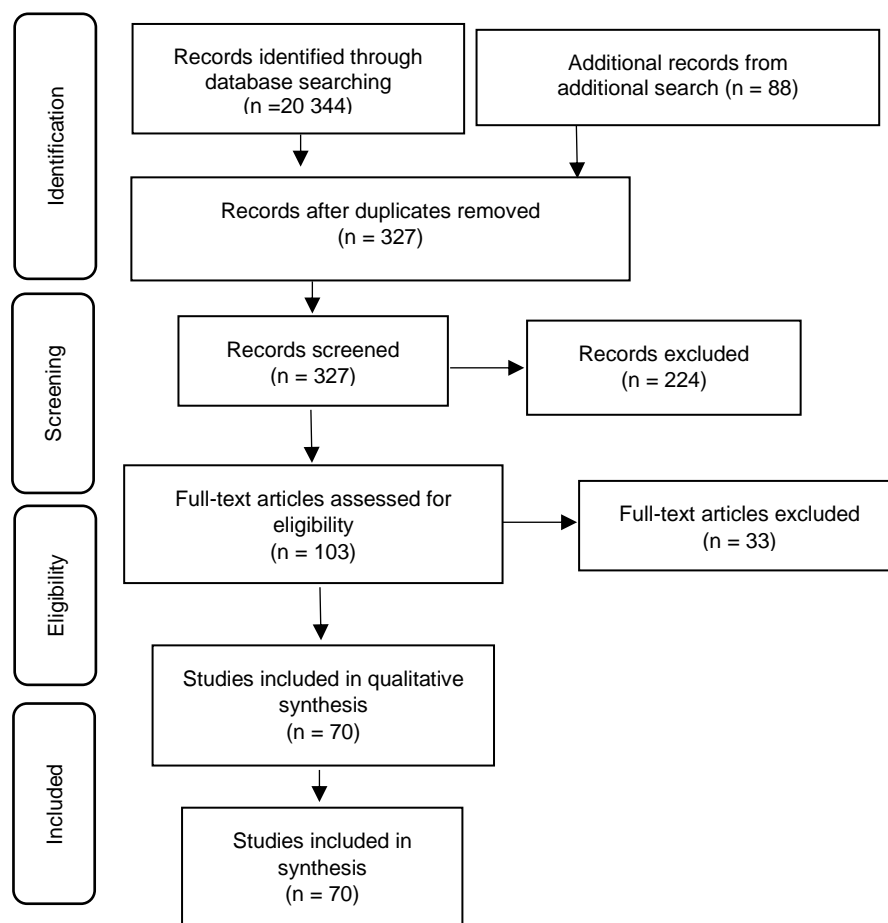 Identification
Records identified through
database searching
(n =20 344)
Additional records from
additional search (n = 88)
Records after duplicates removed
(n = 327)
Screening
Records screened
(n = 327)
Records excluded
(n = 224)
Eligibility
Full-text articles assessed for
eligibility
(n = 103)
Full-text articles excluded
(n = 33)
Studies included in qualitative
synthesis
(n = 70)
Included
Studies included in
synthesis
(n = 70)